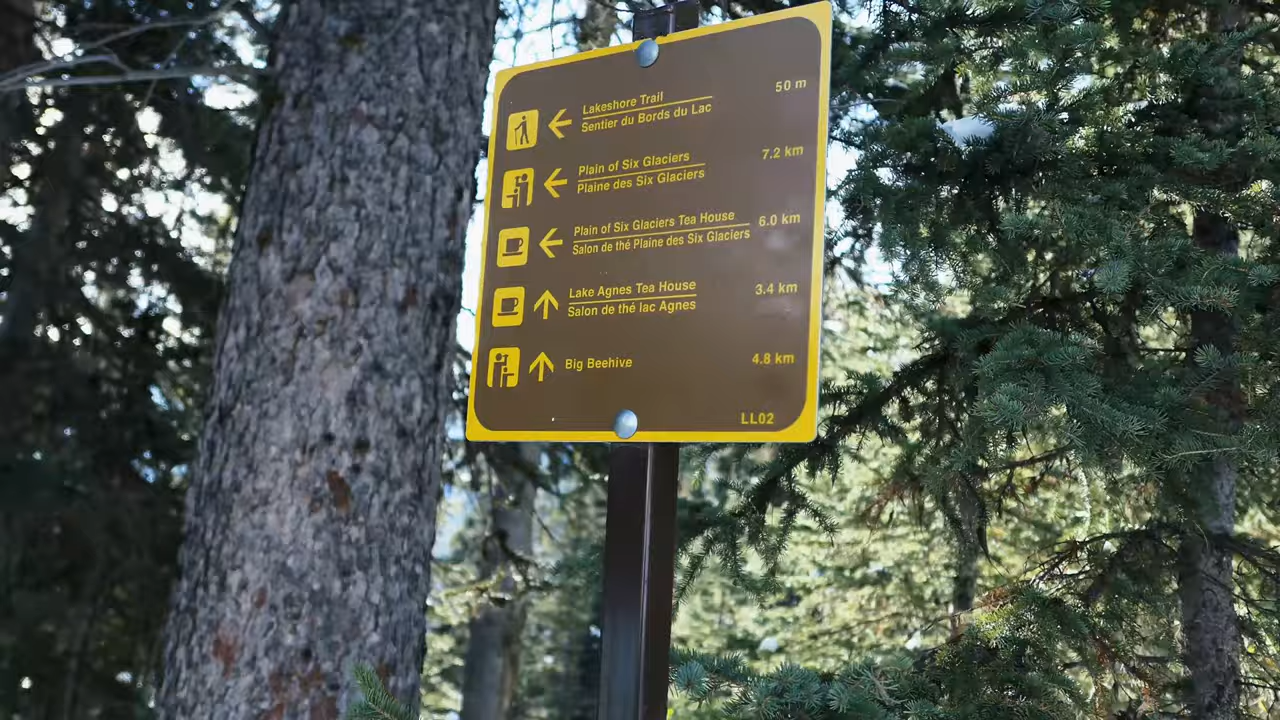 Lakeshore Trail 50 m
Sentier du Bords du Lac
Plain of Six Glaciers 7.2 km
Plaine des Six Glaciers
Plain of Six Glaciers Tea House 6.0 km
Salon de thé Plaine des Six Glaciers
Lake Agnes Tea House 3.4 km
Salon de thé lac Agnes
Big Beehive 4.8 km
LL02